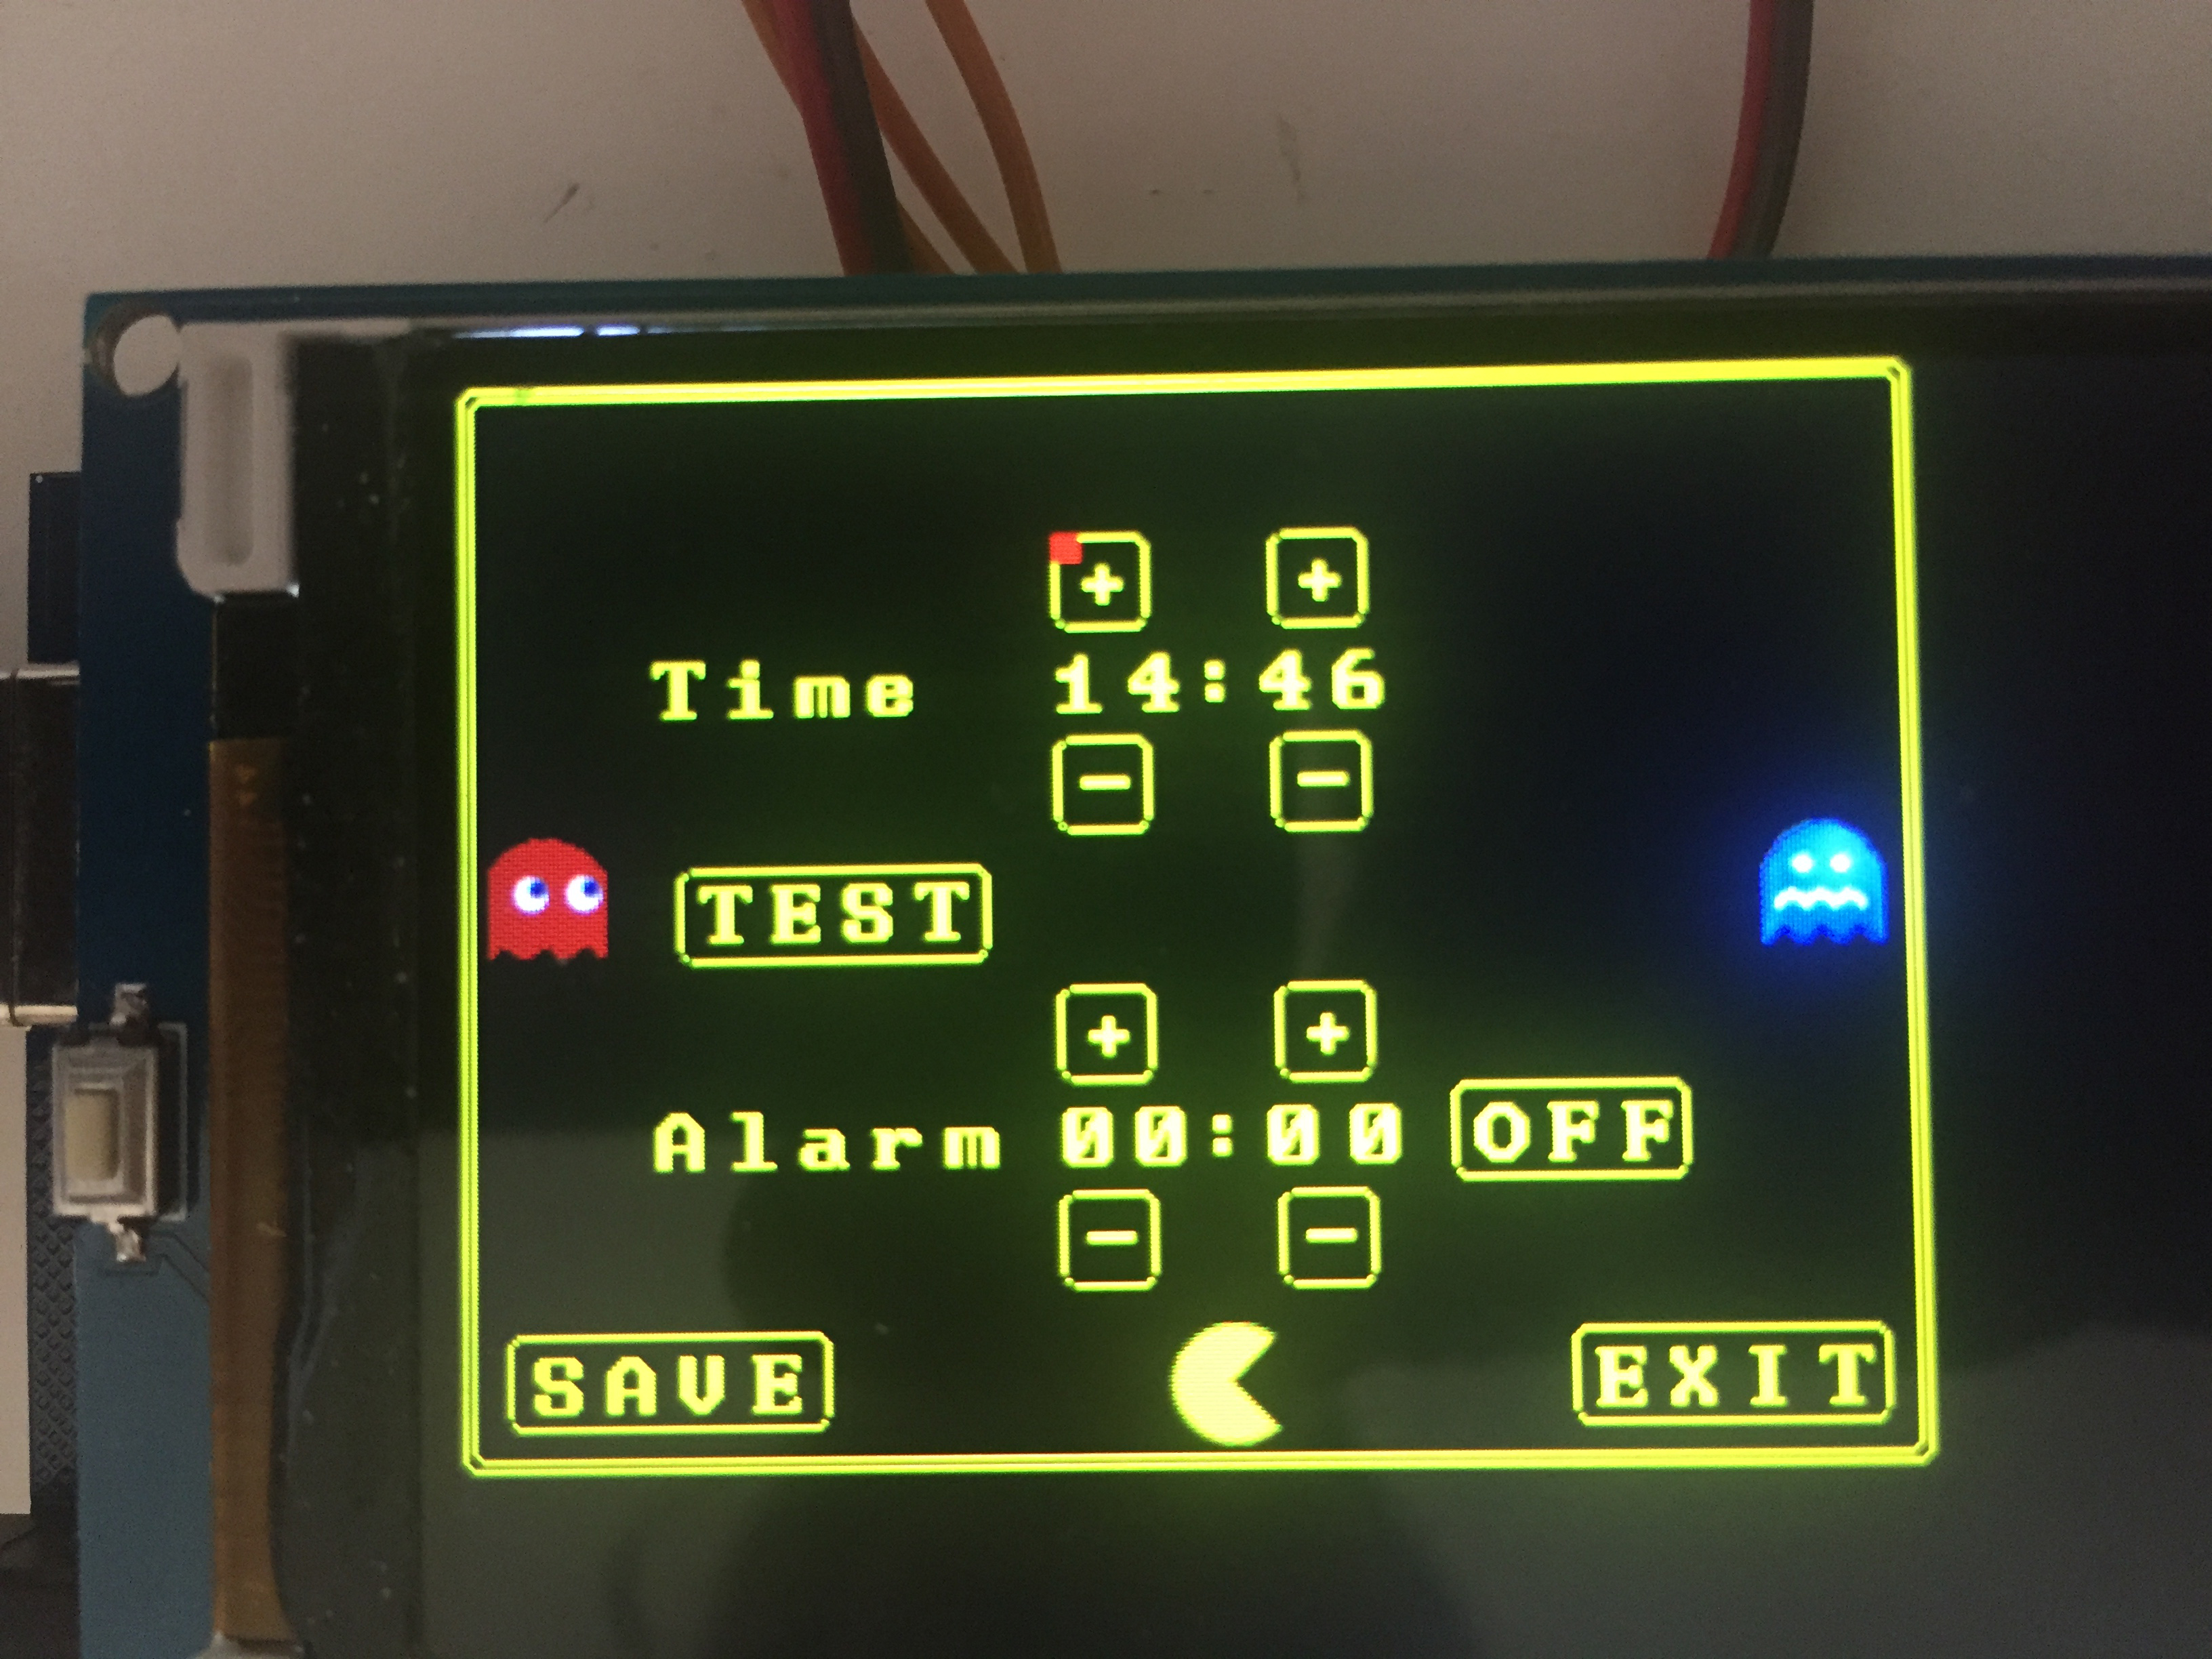 + +
Time 14:46
- -
TEST
+ +
Alarm 00:00 OFF
- -
SAVE EXIT